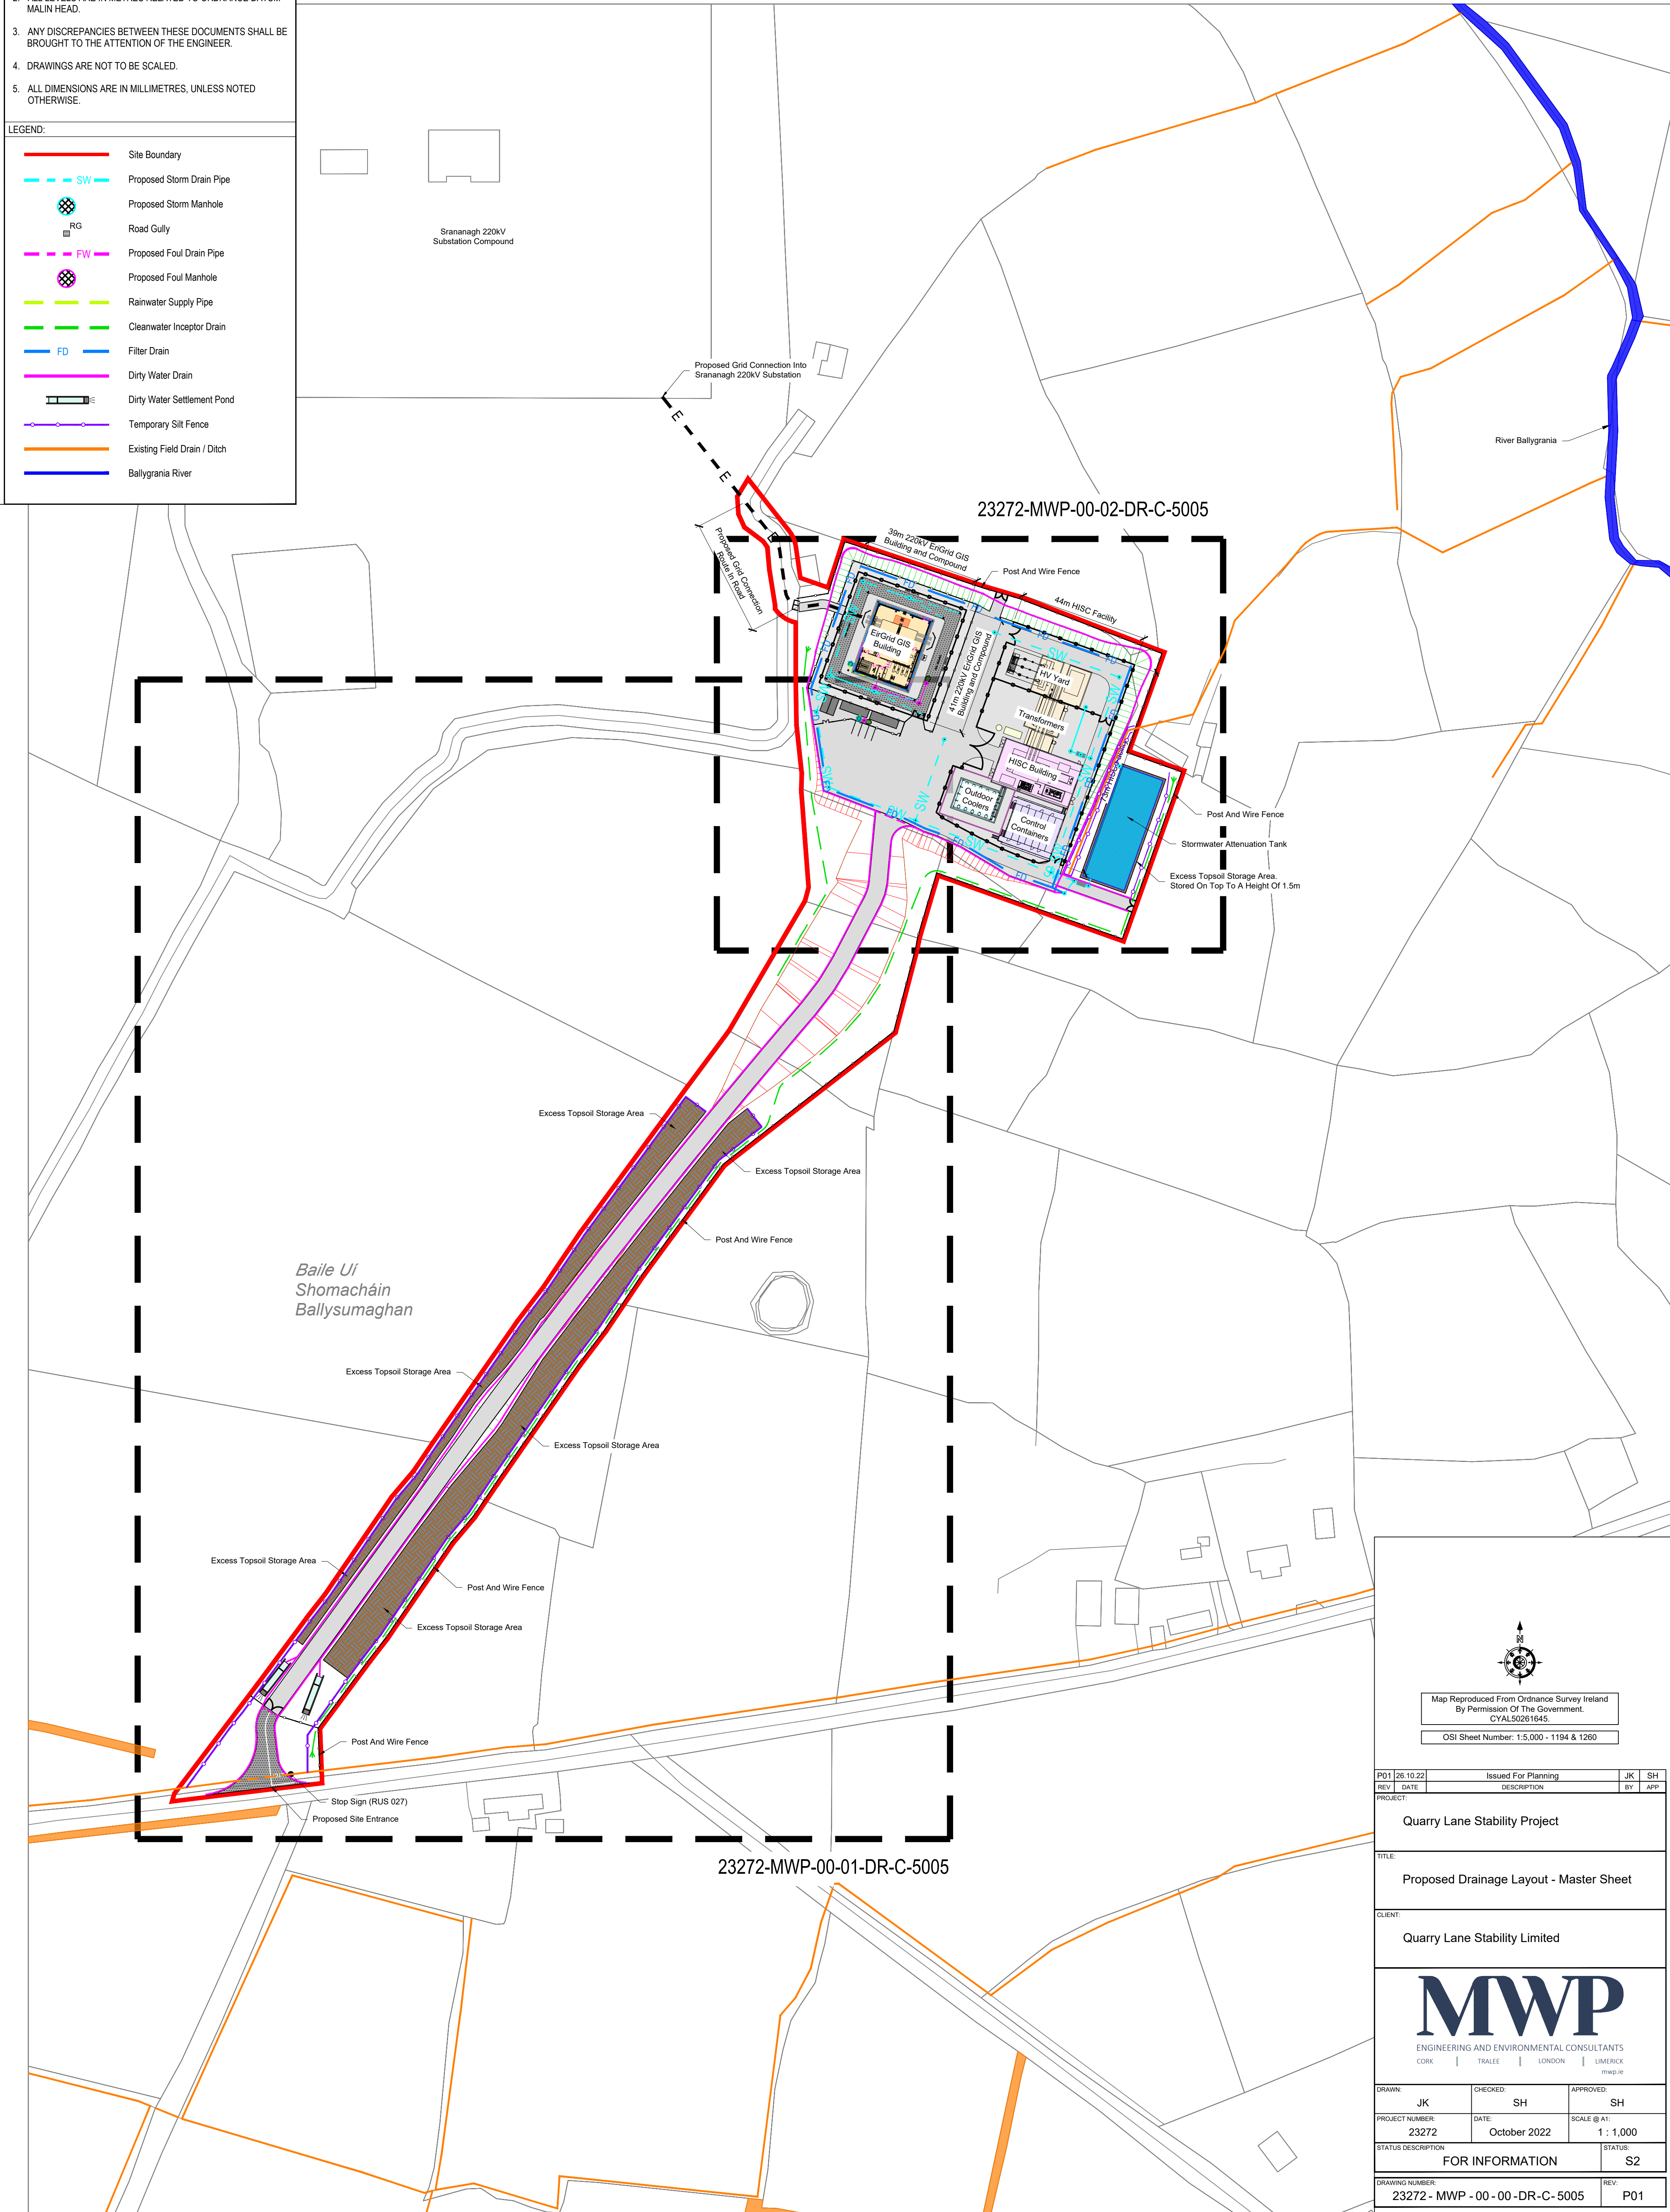 MALIN HEAD.
3. ANY DISCREPANCIES BETWEEN THESE DOCUMENTS SHALL BE
BROUGHT TO THE ATTENTION OF THE ENGINEER.
4. DRAWINGS ARE NOT TO BE SCALED.
5. ALL DIMENSIONS ARE IN MILLIMETRES, UNLESS NOTED
OTHERWISE.
LEGEND:
Site Boundary
SW Proposed Storm Drain Pipe
Proposed Storm Manhole
RG Road Gully
FW Proposed Foul Drain Pipe
Proposed Foul Manhole
Rainwater Supply Pipe
Cleanwater Inceptor Drain
FD Filter Drain
Dirty Water Drain
Dirty Water Settlement Pond
Temporary Silt Fence
Existing Field Drain / Ditch
Ballygrania River
Srananagh 220kV
Substation Compound
Proposed Grid Connection Into
Srananagh 220kV Substation
E
E
E
Proposed Grid Connection
Route In Road
River Ballygrania
23272-MWP-00-02-DR-C-5005
39m 220kV EriGrid GIS
Building and Compound
Post And Wire Fence
44m HISC Facility
EirGrid GIS
Building
41m 220kV EriGrid GIS
Building and Compound
HV Yard
Transformers
HISC Building
Outdoor
Coolers
Control
Containers
Post And Wire Fence
Stormwater Attenuation Tank
Excess Topsoil Storage Area.
Stored On Top To A Height Of 1.5m
Excess Topsoil Storage Area
Excess Topsoil Storage Area
Post And Wire Fence
Baile Uí
Shomacháin
Ballysumaghan
Excess Topsoil Storage Area
Excess Topsoil Storage Area
Excess Topsoil Storage Area
Post And Wire Fence
Excess Topsoil Storage Area
Post And Wire Fence
Stop Sign (RUS 027)
Proposed Site Entrance
23272-MWP-00-01-DR-C-5005
N
Map Reproduced From Ordnance Survey Ireland
By Permission Of The Government.
CYAL50261645.
OSI Sheet Number: 1:5,000 - 1194 & 1260
P01 26.10.22 Issued For Planning JK SH
REV DATE DESCRIPTION BY APP
PROJECT:
Quarry Lane Stability Project
TITLE:
Proposed Drainage Layout - Master Sheet
CLIENT:
Quarry Lane Stability Limited
MWP
ENGINEERING AND ENVIRONMENTAL CONSULTANTS
CORK | TRALEE | LONDON | LIMERICK
mwp.ie
DRAWN: CHECKED: APPROVED:
JK SH SH
PROJECT NUMBER: DATE: SCALE @ A1:
23272 October 2022 1 : 1,000
STATUS DESCRIPTION STATUS:
FOR INFORMATION S2
DRAWING NUMBER: REV:
23272 - MWP - 00 - 00 - DR - C - 5005 P01